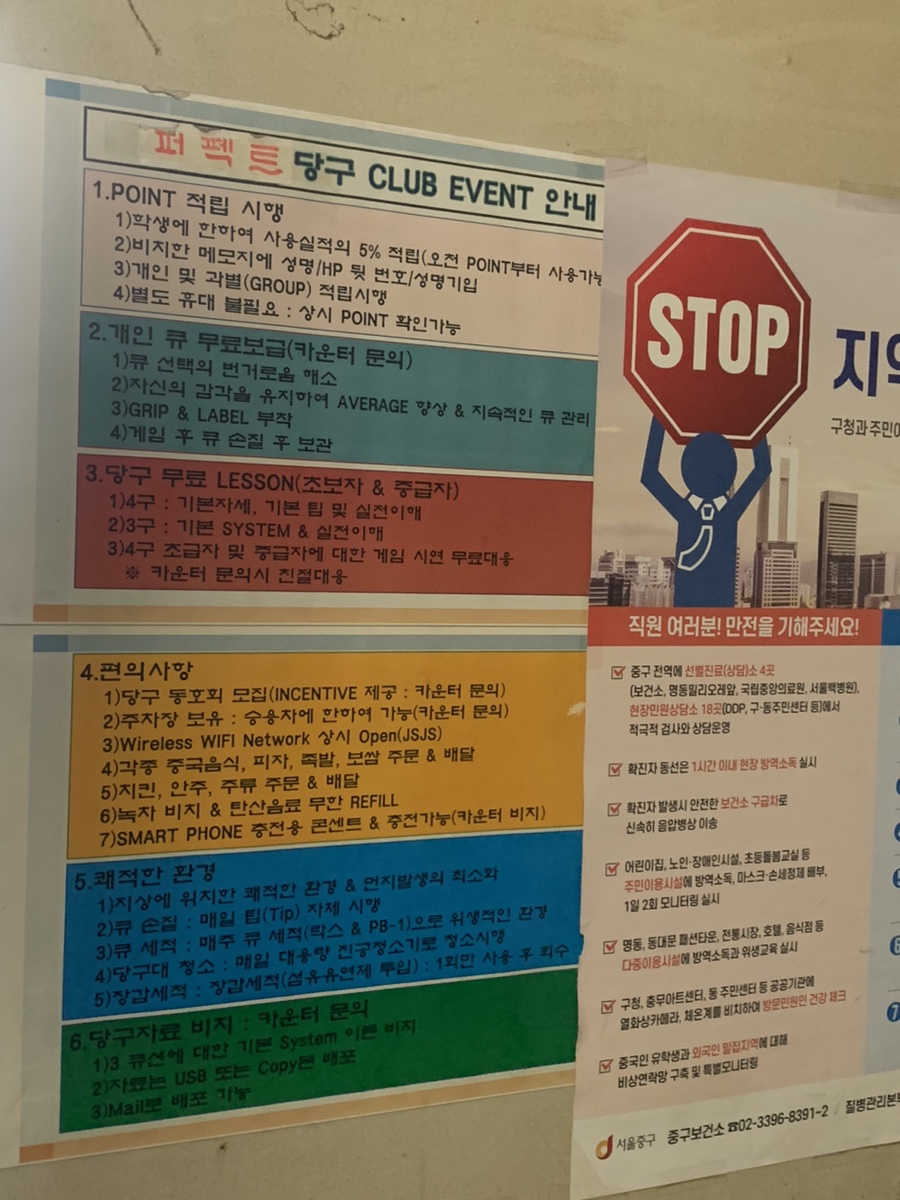 퍼펙트 당구 CLUB EVENT 안내
1.POINT 적립 시행
1)학생에 한하여 사용실적의 5% 적립(오전 POINT부터 사용가능
2)비치한 메모지에 성명/HP 뒷 번호/성명기입
3)개인 및 과별(GROUP) 적립시행
4)별도 휴대 불필요 : 상시 POINT 확인가능
2.개인 큐 무료보급(카운터 문의)
1)큐 선택의 번거로움 해소
2)자신의 감각을 유지하여 AVERAGE 향상 & 지속적인 큐 관리
3)GRIP & LABEL 부착
4)게임 후 큐 손질 후 보관
3.당구 무료 LESSON(초보자 & 중급자)
1)4구 : 기본자세, 기본 팁 및 실전이해
2)3구 : 기본 SYSTEM & 실전이해
3)4구 초급자 및 중급자에 대한 게임 시연 무료대응
※ 카운터 문의시 친절대응
4.편의사항
1)당구 동호회 모집(INCENTIVE 제공 : 카운터 문의)
2)주차장 보유 : 승용차에 한하여 가능(카운터 문의)
3)Wireless WIFI Network 상시 Open(JSJS)
4)각종 중국음식, 피자, 족발, 보쌈 주문 & 배달
5)치킨, 안주, 주류 주문 & 배달
6)녹차 비치 & 탄산음료 무한 REFILL
7)SMART PHONE 충전용 콘센트 & 충전가능(카운터 비치)
5.쾌적한 환경
1)지상에 위치한 쾌적한 환경 & 먼지발생의 최소화
2)큐 손질 : 매일 팁(Tip) 자체 시행
3)큐 세척 : 매주 큐 세척(락스 & PB-1)으로 위생적인 환경
4)당구대 청소 : 매일 대용량 진공청소기로 청소시행
5)장갑세척 : 장갑세척(섬유유연제 투입) : 1회만 사용 후 회수
6.당구자료 비치 : 카운터 문의
1)3 큐션에 대한 기본 System 이론 비치
2)자료는 USB 또는 Copy본 배포
3)Mail로 배포 가능
STOP
지역
구청과 주민이
직원 여러분! 만전을 기해주세요!
중구 전역에 선별진료(상담)소 4곳
(보건소, 명동밀리오레앞, 국립중앙의료원, 서울백병원),
현장민원상담소 18곳(DDP, 구·동주민센터 등)에서
적극적 검사와 상담운영
확진자 동선은 1시간 이내 현장 방역소독 실시
확진자 발생시 안전한 보건소 구급차로
신속히 음압병상 이송
어린이집, 노인·장애인시설, 초등돌봄교실 등
주민이용시설에 방역소독, 마스크·손세정제 배부,
1일 2회 모니터링 실시
명동, 동대문 패션타운, 전통시장, 호텔, 음식점 등
다중이용시설에 방역소독과 위생교육 실시
구청, 충무아트센터, 동 주민센터 등 공공기관에
열화상카메라, 체온계를 비치하여 방문민원인 건강 체크
중국인 유학생과 외국인 밀집지역에 대해
비상연락망 구축 및 특별모니터링
6
7
서울중구 중구보건소 ☎02-3396-8391~2 / 질병관리본부